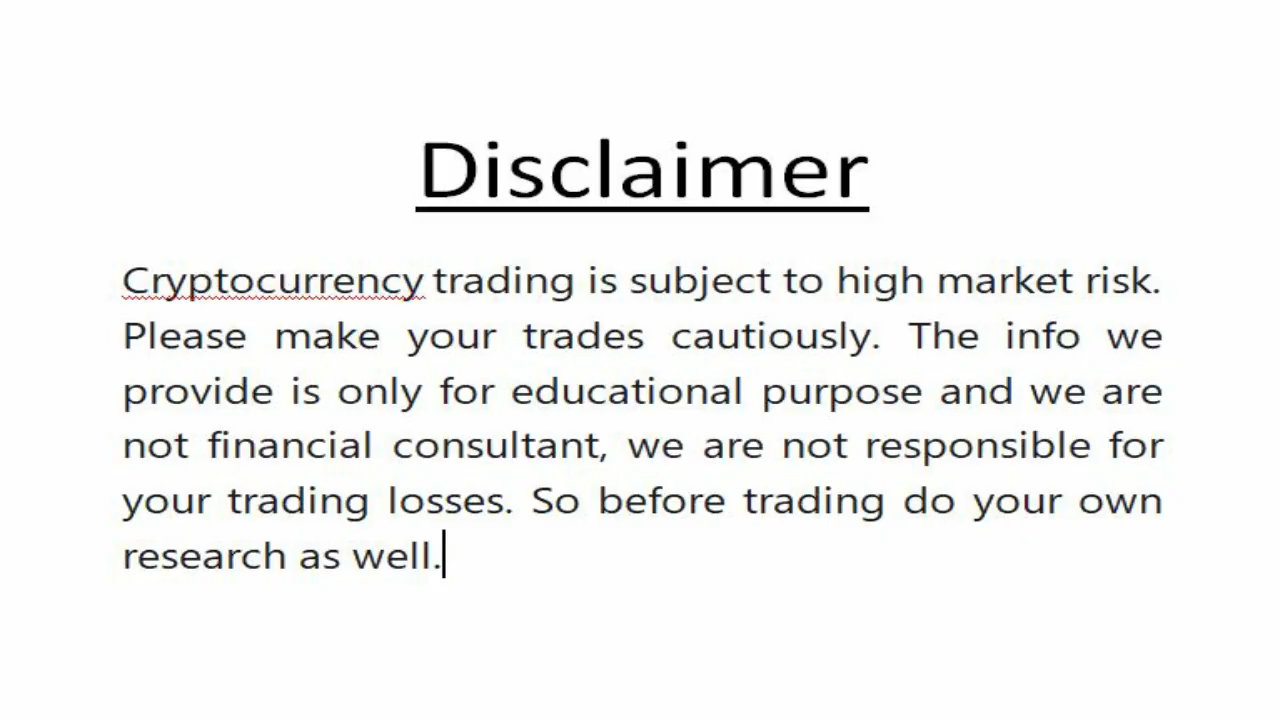 Disclaimer
Cryptocurrency trading is subject to high market risk.
Please make your trades cautiously. The info we
provide is only for educational purpose and we are
not financial consultant, we are not responsible for
your trading losses. So before trading do your own
research as well.